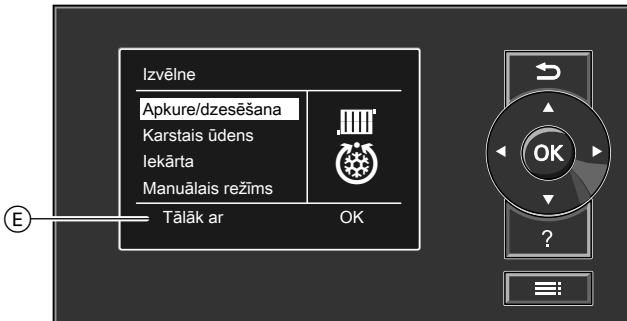 Izvēlne
Apkure/dzesēšana
Karstais ūdens
Iekārta
Manuālais režīms
Tālāk ar OK
E
OK
?